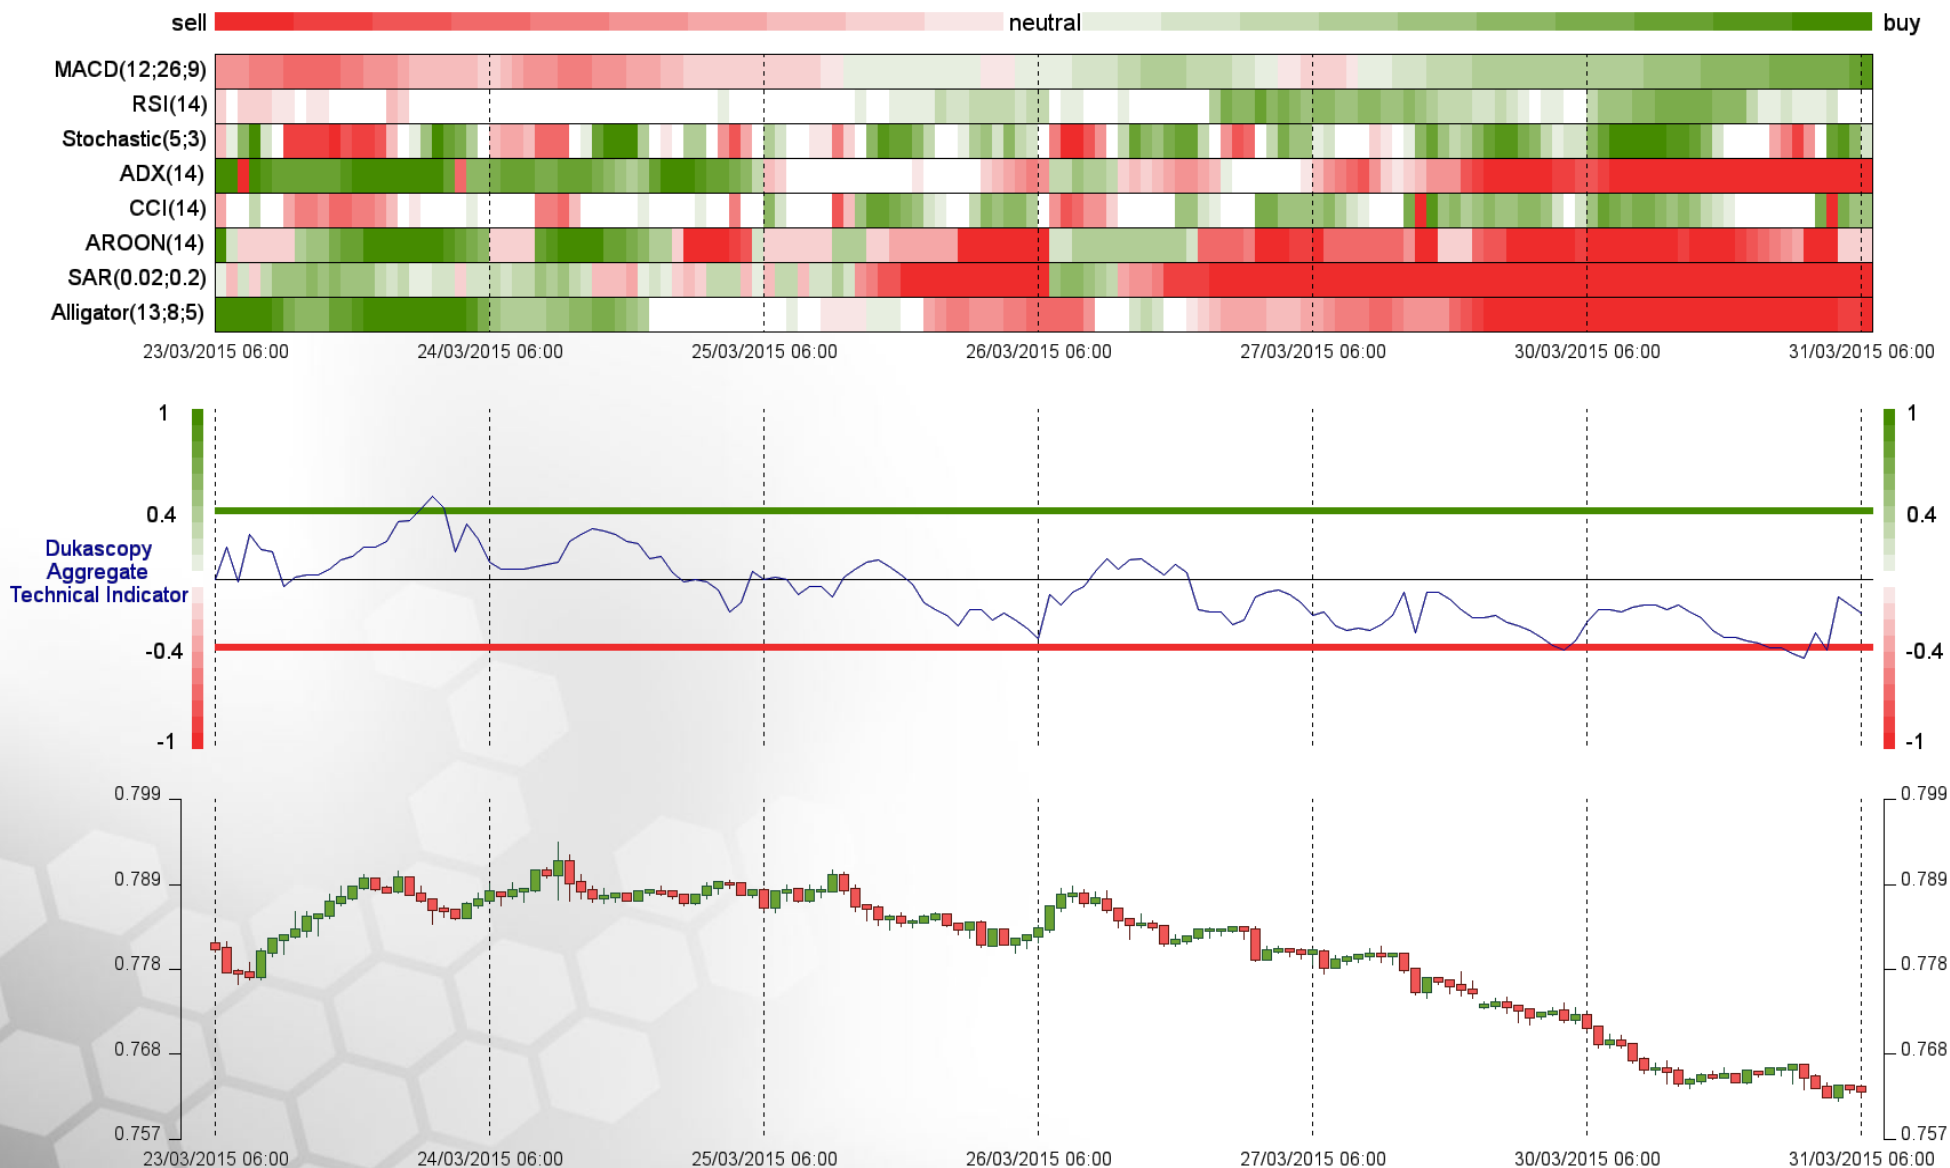 sell neutral buy
MACD(12;26;9)
RSI(14)
Stochastic(5;3)
ADX(14)
CCI(14)
AROON(14)
SAR(0.02;0.2)
Alligator(13;8;5)
23/03/2015 06:00 24/03/2015 06:00 25/03/2015 06:00 26/03/2015 06:00 27/03/2015 06:00 30/03/2015 06:00 31/03/2015 06:00
1 1
0.4 0.4
Dukascopy
Aggregate
Technical Indicator
-0.4 -0.4
-1 -1
0.799 0.799
0.789 0.789
0.778 0.778
0.768 0.768
0.757 0.757
23/03/2015 06:00 24/03/2015 06:00 25/03/2015 06:00 26/03/2015 06:00 27/03/2015 06:00 30/03/2015 06:00 31/03/2015 06:00